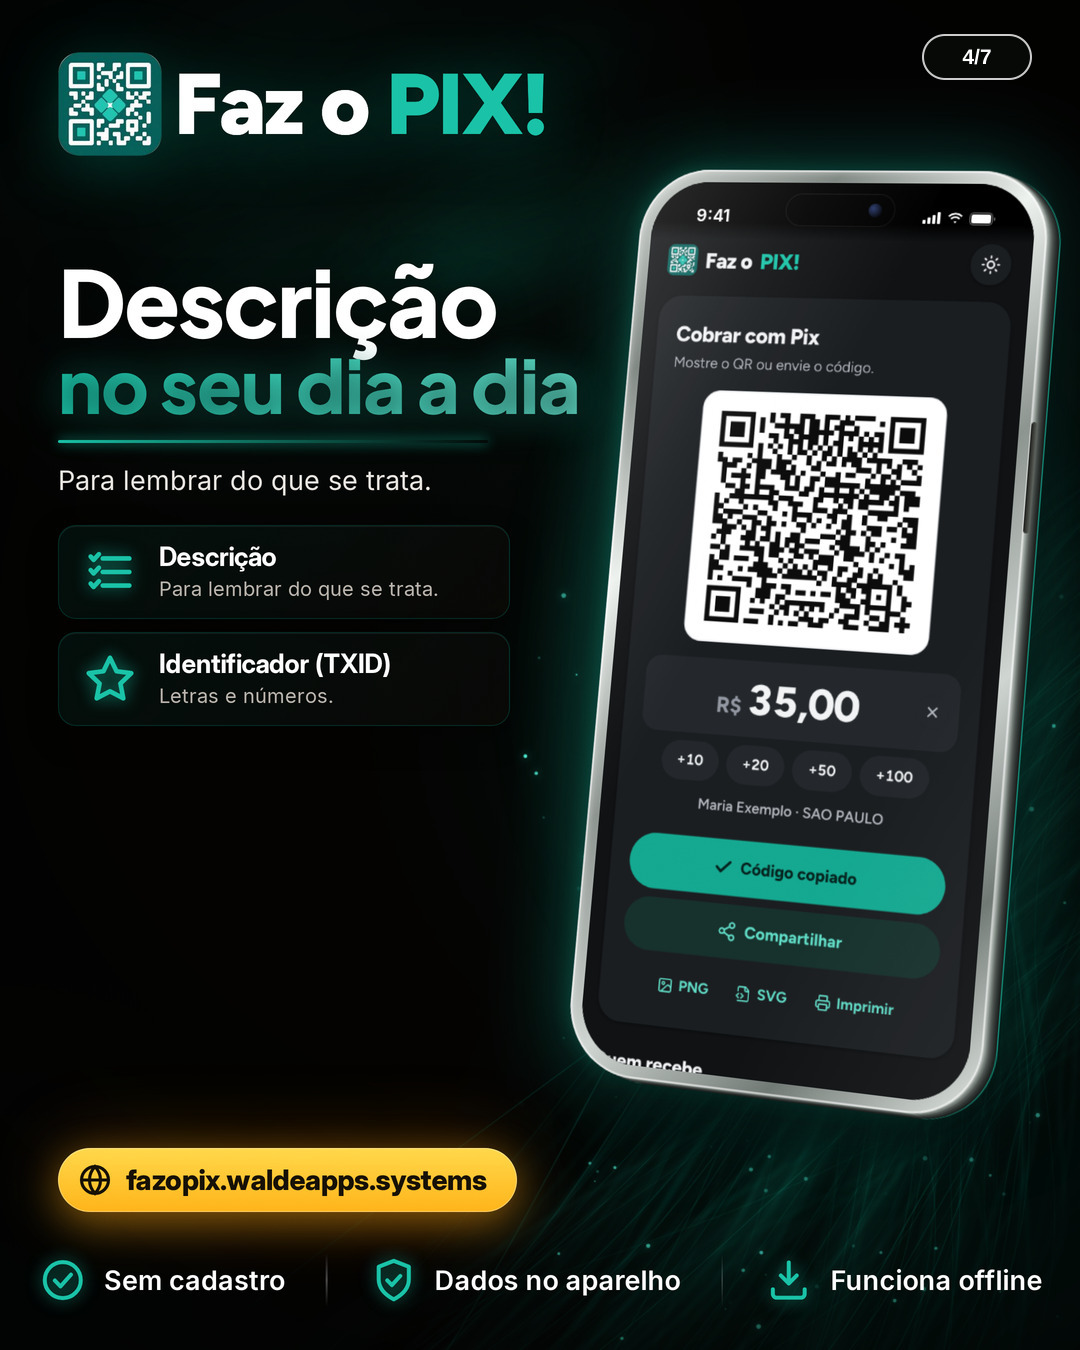 Faz o PIX!
4/7
Descrição
no seu dia a dia
Para lembrar do que se trata.
Descrição
Para lembrar do que se trata.
Identificador (TXID)
Letras e números.
9:41
Faz o PIX!
Cobrar com Pix
Mostre o QR ou envie o código.
R$ 35,00
+10
+20
+50
+100
Maria Exemplo · SAO PAULO
Código copiado
Compartilhar
PNG
SVG
Imprimir
recebe
fazopix.waldeapps.systems
Sem cadastro
Dados no aparelho
Funciona offline